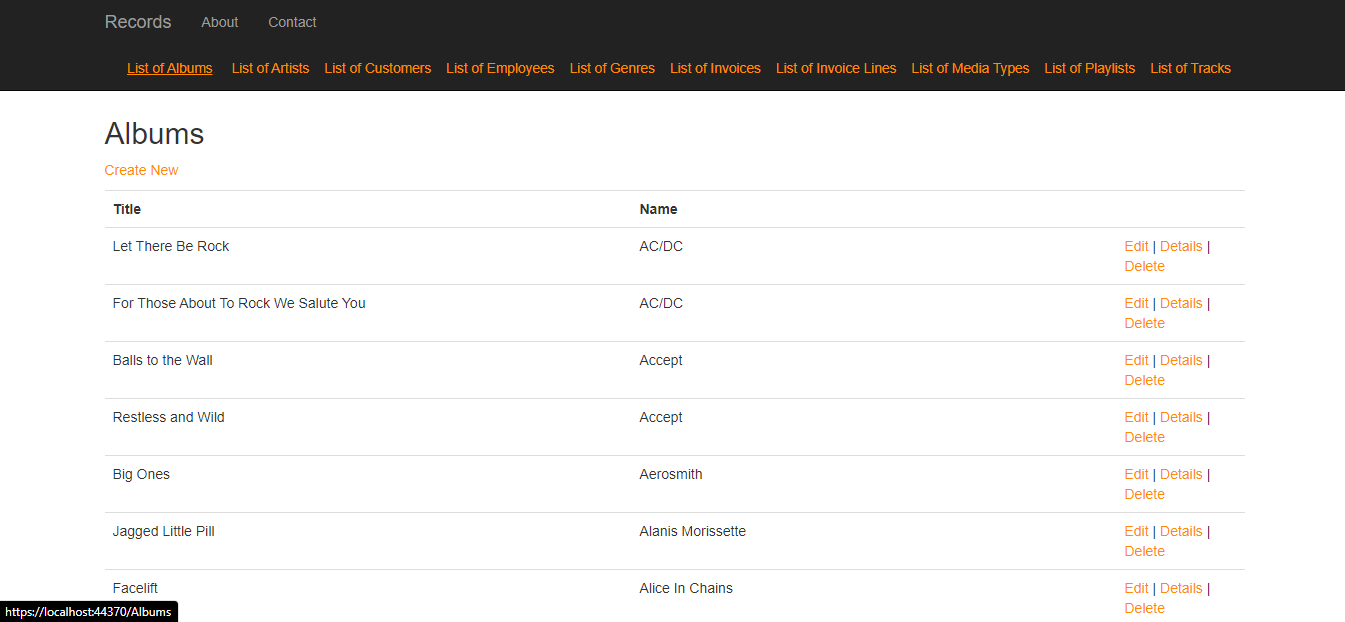 Records About Contact
List of Albums List of Artists List of Customers List of Employees List of Genres List of Invoices List of Invoice Lines List of Media Types List of Playlists List of Tracks
Albums
Create New
Title Name
Let There Be Rock AC/DC Edit | Details |
Delete
For Those About To Rock We Salute You AC/DC Edit | Details |
Delete
Balls to the Wall Accept Edit | Details |
Delete
Restless and Wild Accept Edit | Details |
Delete
Big Ones Aerosmith Edit | Details |
Delete
Jagged Little Pill Alanis Morissette Edit | Details |
Delete
Facelift Alice In Chains Edit | Details |
Delete
https://localhost:44370/Albums